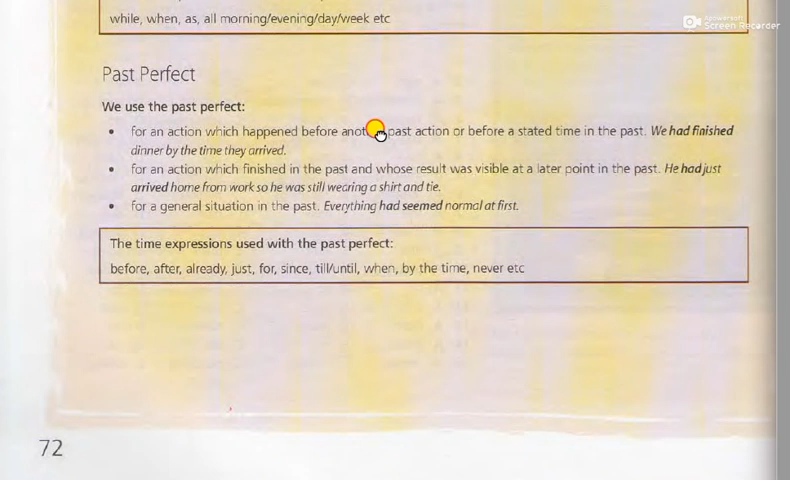 while, when, as, all morning/evening/day/week etc
Screen Recorder
Past Perfect
We use the past perfect:
• for an action which happened before past action or before a stated time in the past. We had finished
dinner by the time they arrived.
• for an action which finished in the past and whose result was visible at a later point in the past. He had just
arrived home from work so he was still wearing a shirt and tie.
• for a general situation in the past. Everything had seemed normal at first.
The time expressions used with the past perfect:
before, after, already, just, for, since, till/until, when, by the time, never etc
72